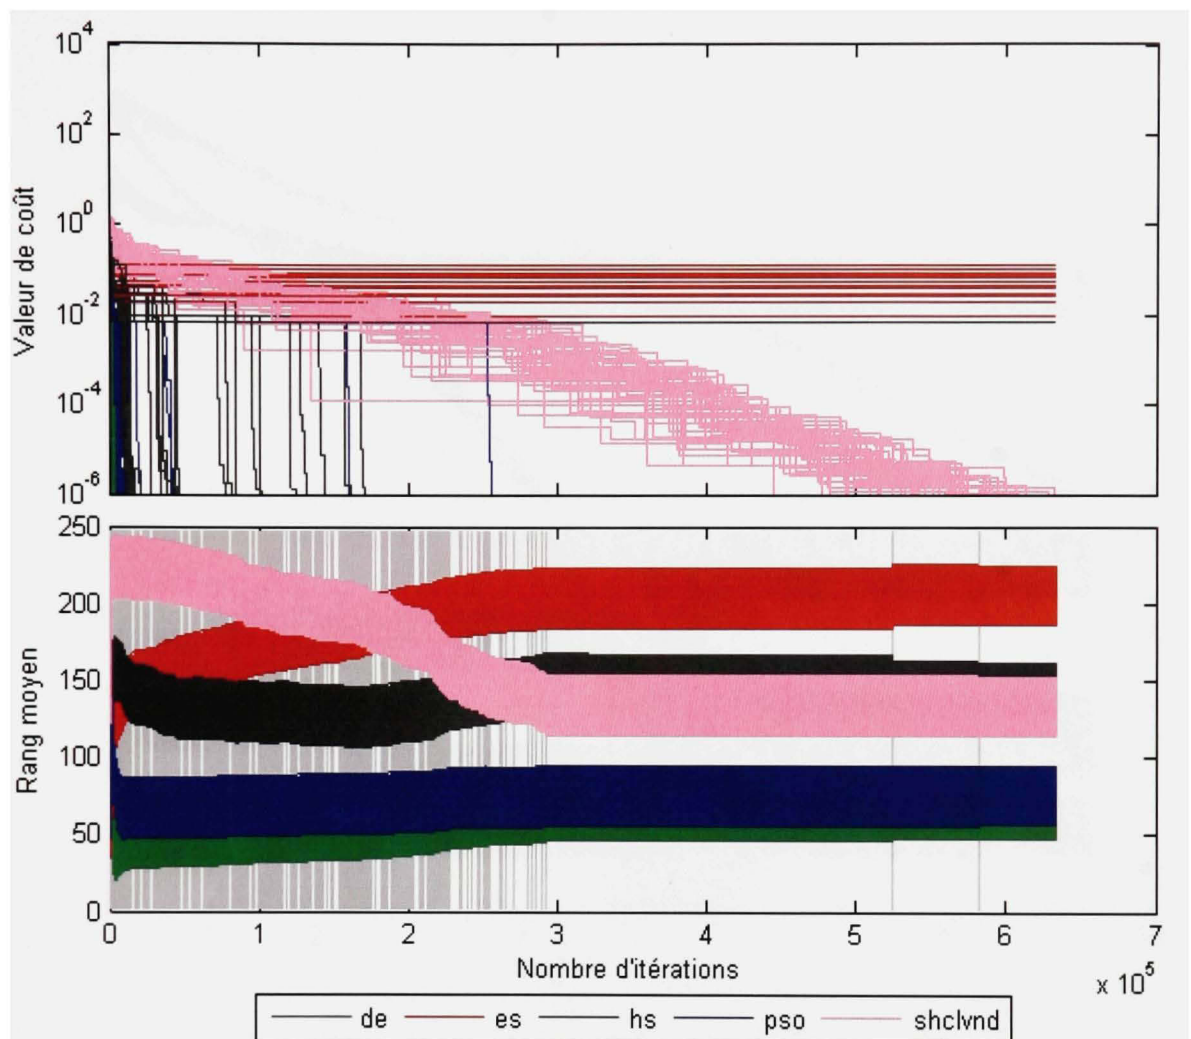 10^4
10^2
10^0
10^-2
10^-4
10^-6
Valeur de coût
250
200
150
100
50
0
Rang moyen
0 1 2 3 4 5 6 7
Nombre d'itérations
x 10^5
de es hs pso shclvnd